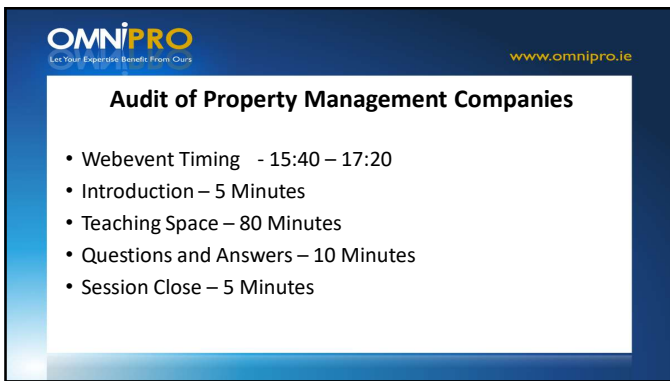 OMNIPRO
Let Your Expertise Benefit From Ours
www.omnipro.ie
Audit of Property Management Companies
• Webevent Timing - 15:40 – 17:20
• Introduction – 5 Minutes
• Teaching Space – 80 Minutes
• Questions and Answers – 10 Minutes
• Session Close – 5 Minutes